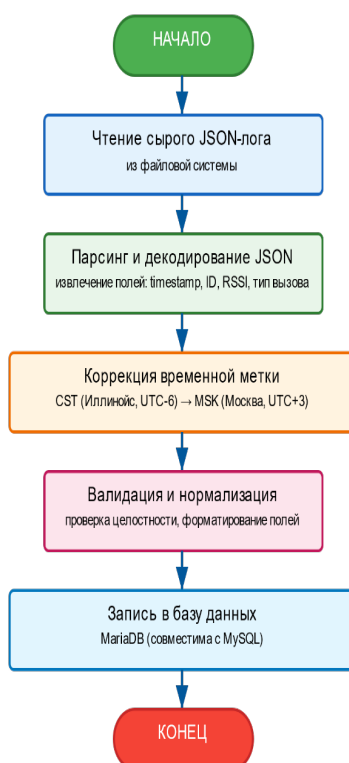 НАЧАЛО
Чтение сырого JSON-лога
из файловой системы
Парсинг и декодирование JSON
извлечение полей: timestamp, ID, RSSI, тип вызова
Коррекция временной метки
CST (Иллинойс, UTC-6) → MSK (Москва, UTC+3)
Валидация и нормализация
проверка целостности, форматирование полей
Запись в базу данных
MariaDB (совместима с MySQL)
КОНЕЦ